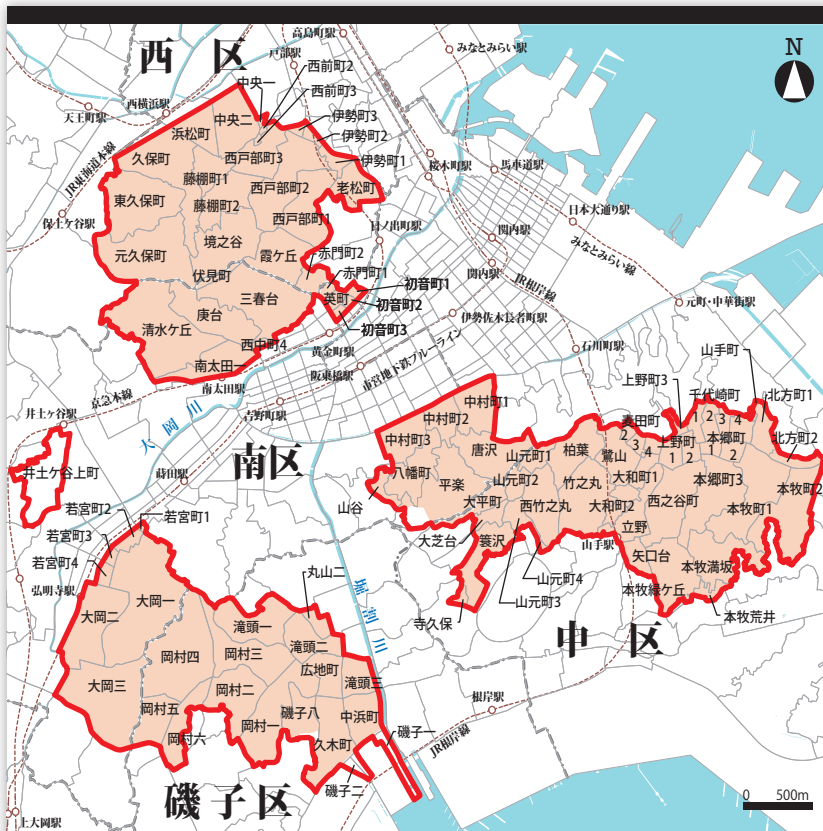 西区
高島町駅
みなとみらい駅
戸部駅
西前町2
中央一
西横浜駅
西前町3
天王町駅
中央二
伊勢町3
浜松町
伊勢町2
JR東海道本線
久保町
西戸部町3
伊勢町1
桜木町駅
馬車道駅
藤棚町1
西戸部町2
老松町
東久保町
藤棚町2
西戸部町1
日本大通り駅
保土ケ谷駅
日ノ出町駅
関内駅
みなとみらい線
境之谷
元久保町
霞ケ丘
赤門町2
関内駅
伏見町
赤門町1
初音町1
JR根岸線
三春台
英町
初音町2
元町・中華街駅
庚台
伊勢佐木長者町駅
清水ケ丘
初音町3
西中町4
黄金町駅
石川町駅
山手町
南太田一
阪東橋駅
市営地下鉄ブルーライン
南太田駅
上野町3
千代崎町
北方町1
京急本線
吉野町駅
中村町1
2
3
4
井土ケ谷駅
大岡川
中村町2
麦田町
2
3
4
上野町
1
2
本郷町
1
2
北方町2
中村町3
唐沢
山元町1
柏葉
鷺山
南区
井土ケ谷上町
蒔田駅
八幡町
平楽
山元町2
竹之丸
大和町1
本郷町3
本牧町2
若宮町2
山谷
大平町
西竹之丸
大和町2
西之谷町
本牧町1
若宮町1
立野
若宮町3
大芝台
簑沢
山手駅
矢口台
若宮町4
丸山二
山元町4
本牧満坂
弘明寺駅
山元町3
本牧緑ケ丘
大岡一
堀割川
大岡二
滝頭一
寺久保
本牧荒井
中区
滝頭二
岡村四
岡村三
広地町
大岡三
岡村二
滝頭三
根岸駅
岡村五
磯子八
中浜町
岡村一
磯子一
岡村六
久木町
JR根岸線
磯子二
磯子区
上大岡駅
N
0 500m